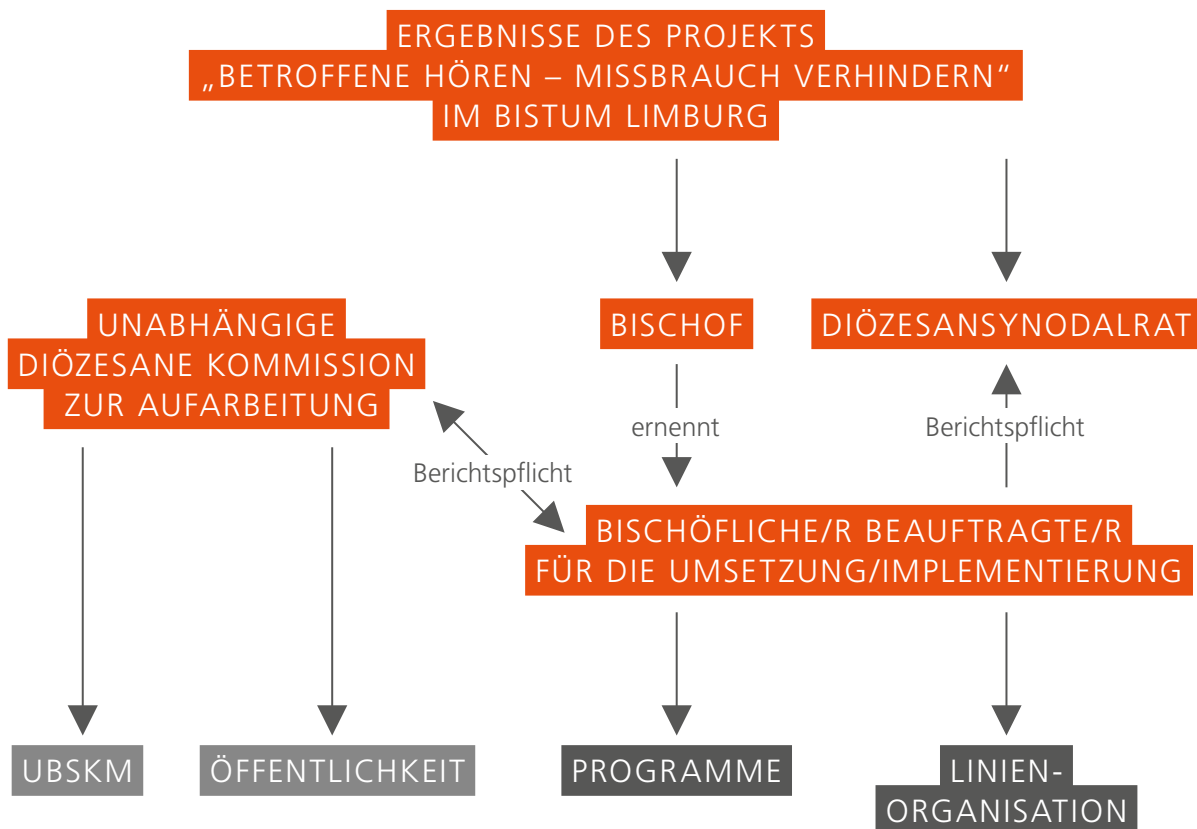 ERGEBNISSE DES PROJEKTS
„BETROFFENE HÖREN – MISSBRAUCH VERHINDERN“
IM BISTUM LIMBURG
UNABHÄNGIGE
DIÖZESANE KOMMISSION
ZUR AUFARBEITUNG
BISCHOF
DIÖZESANSYNODALRAT
ernennt
Berichtspflicht
Berichtspflicht
BISCHÖFLICHE/R BEAUFTRAGTE/R
FÜR DIE UMSETZUNG/IMPLEMENTIERUNG
UBSKM
ÖFFENTLICHKEIT
PROGRAMME
LINIEN-
ORGANISATION